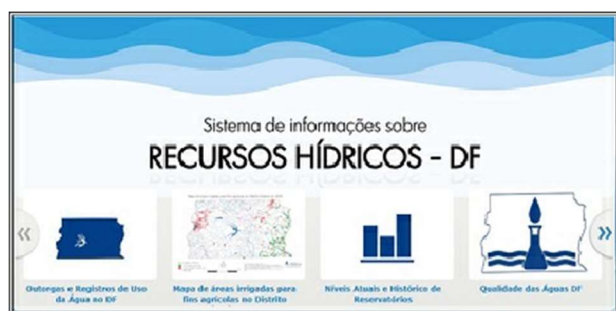 Sistema de informações sobre
RECURSOS HÍDRICOS - DF
Outorgas e Registros de Uso
da Água no DF
Mapa de áreas irrigadas para
fins agrícolas no Distrito
Níveis Atuais e Histórico de
Reservatórios
Qualidade das Águas DF